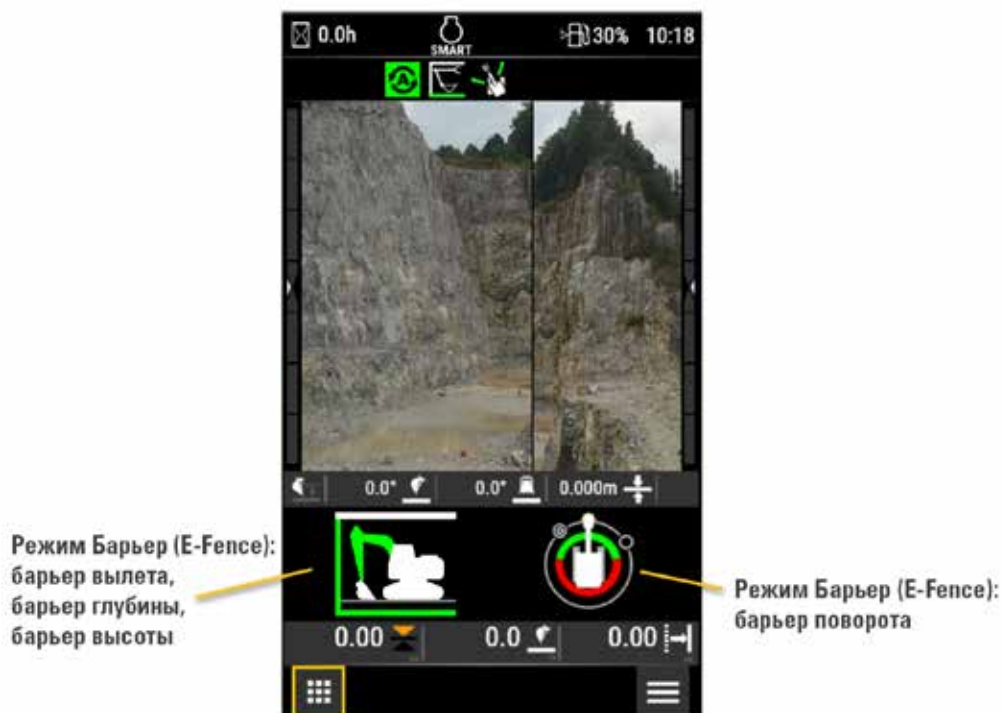 0.0h
SMART
30%
10:18
A
0.0°
0.0°
0.000m
Режим Барьер (E-Fence):
барьер вылета,
барьер глубины,
барьер высоты
Режим Барьер (E-Fence):
барьер поворота
0.00
0.0
0.00